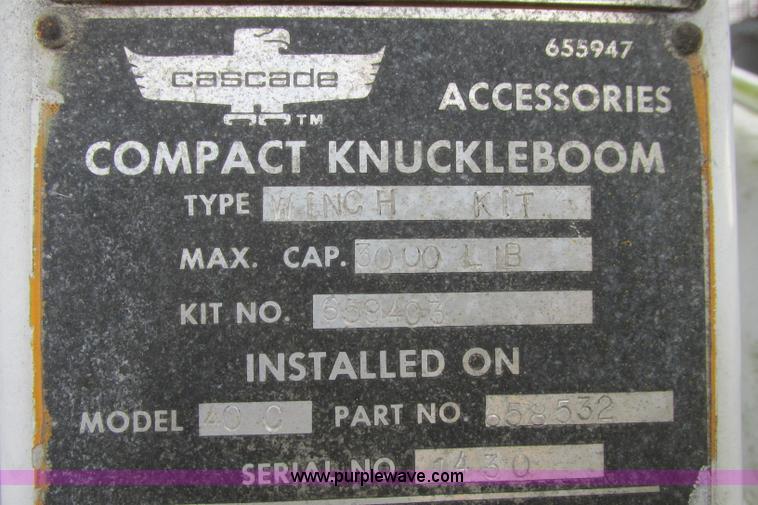 655947
cascade
TM
ACCESSORIES
COMPACT KNUCKLEBOOM
TYPE WINCH KIT
MAX. CAP. 3000 LB
KIT NO. 659403
INSTALLED ON
MODEL 40 C PART NO. 658532
SERIAL NO. 1430
www.purplewave.com